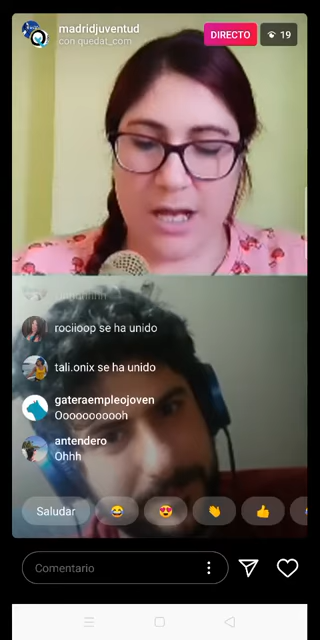 madridjuventud
con quedat_com
DIRECTO
19
rociioop se ha unido
tali.onix se ha unido
gateraempleojoven
Oooooooooooh
antendero
Ohhh
Saludar
Comentario